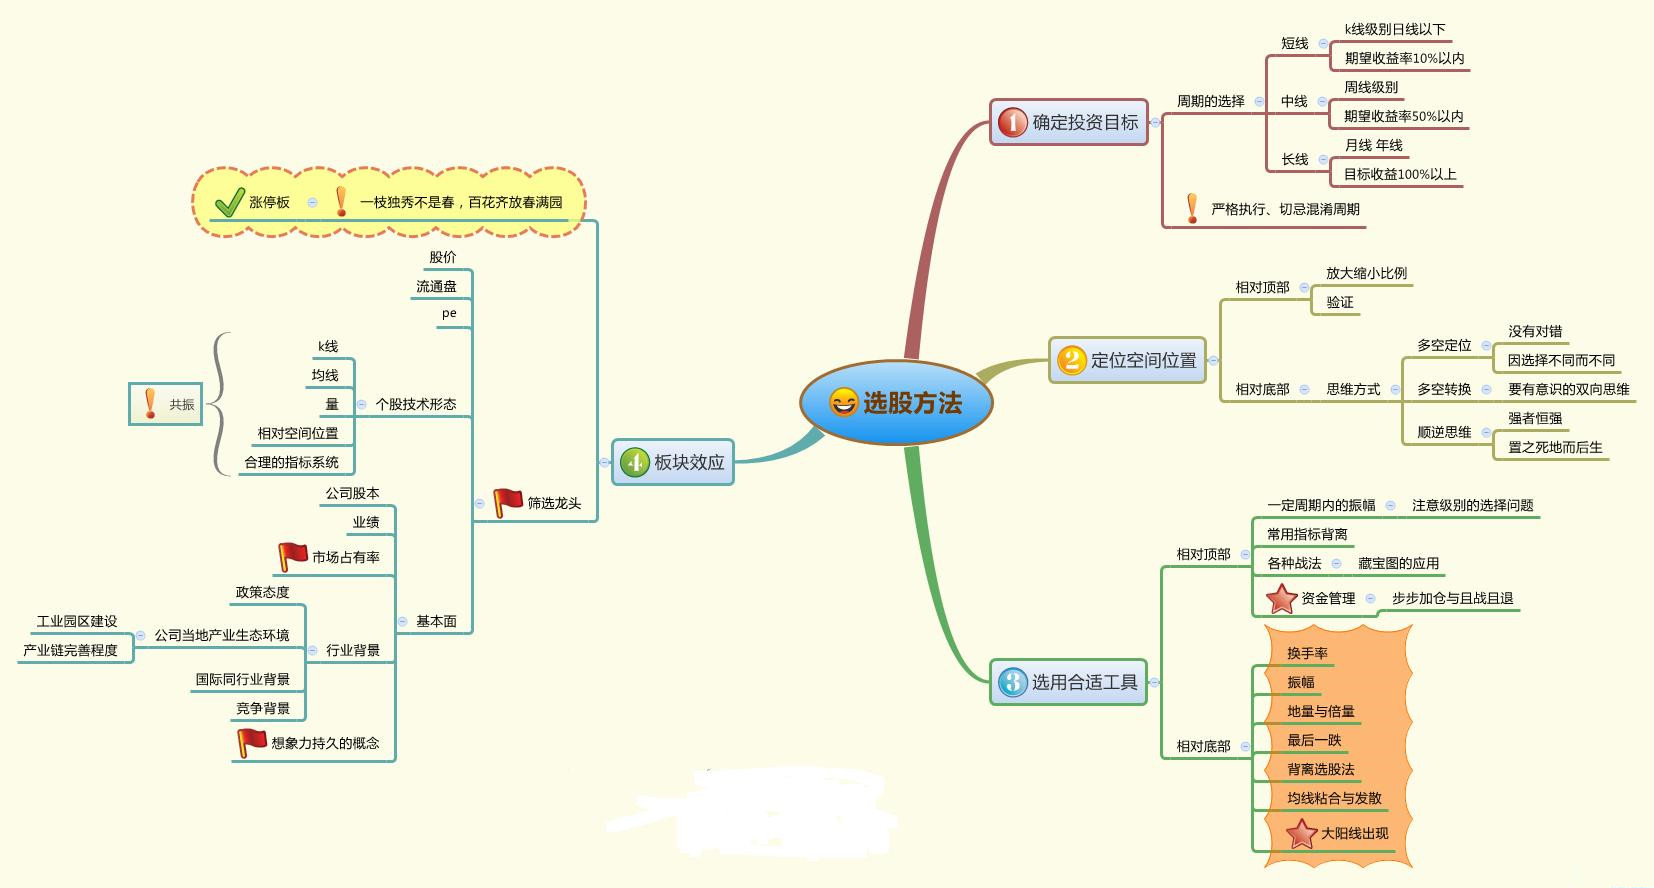 选股方法
1 确定投资目标
周期的选择
短线
k线级别日线以下
期望收益率10%以内
中线
周线级别
期望收益率50%以内
长线
月线 年线
目标收益100%以上
严格执行、切忌混淆周期
2 定位空间位置
相对顶部
放大缩小比例
验证
相对底部
思维方式
多空定位
没有对错
因选择不同而不同
多空转换
要有意识的双向思维
顺逆思维
强者恒强
置之死地而后生
3 选用合适工具
相对顶部
一定周期内的振幅
注意级别的选择问题
常用指标背离
各种战法
藏宝图的应用
资金管理
步步加仓与且战且退
相对底部
换手率
振幅
地量与倍量
最后一跌
背离选股法
均线粘合与发散
大阳线出现
4 板块效应
涨停板
一枝独秀不是春，百花齐放春满园
筛选龙头
股价
流通盘
pe
个股技术形态
k线
均线
量
相对空间位置
合理的指标系统
共振
基本面
公司股本
业绩
市场占有率
行业背景
政策态度
公司当地产业生态环境
工业园区建设
产业链完善程度
国际同行业背景
竞争背景
想象力持久的概念